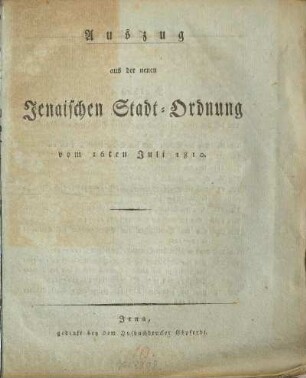 Auszug
aus der neuen
Jenaischen Stadt-Ordnung
vom 16ten Juli 1810.
Jena,
gedruckt bey dem Hofbuchdrucker Göpferdt.